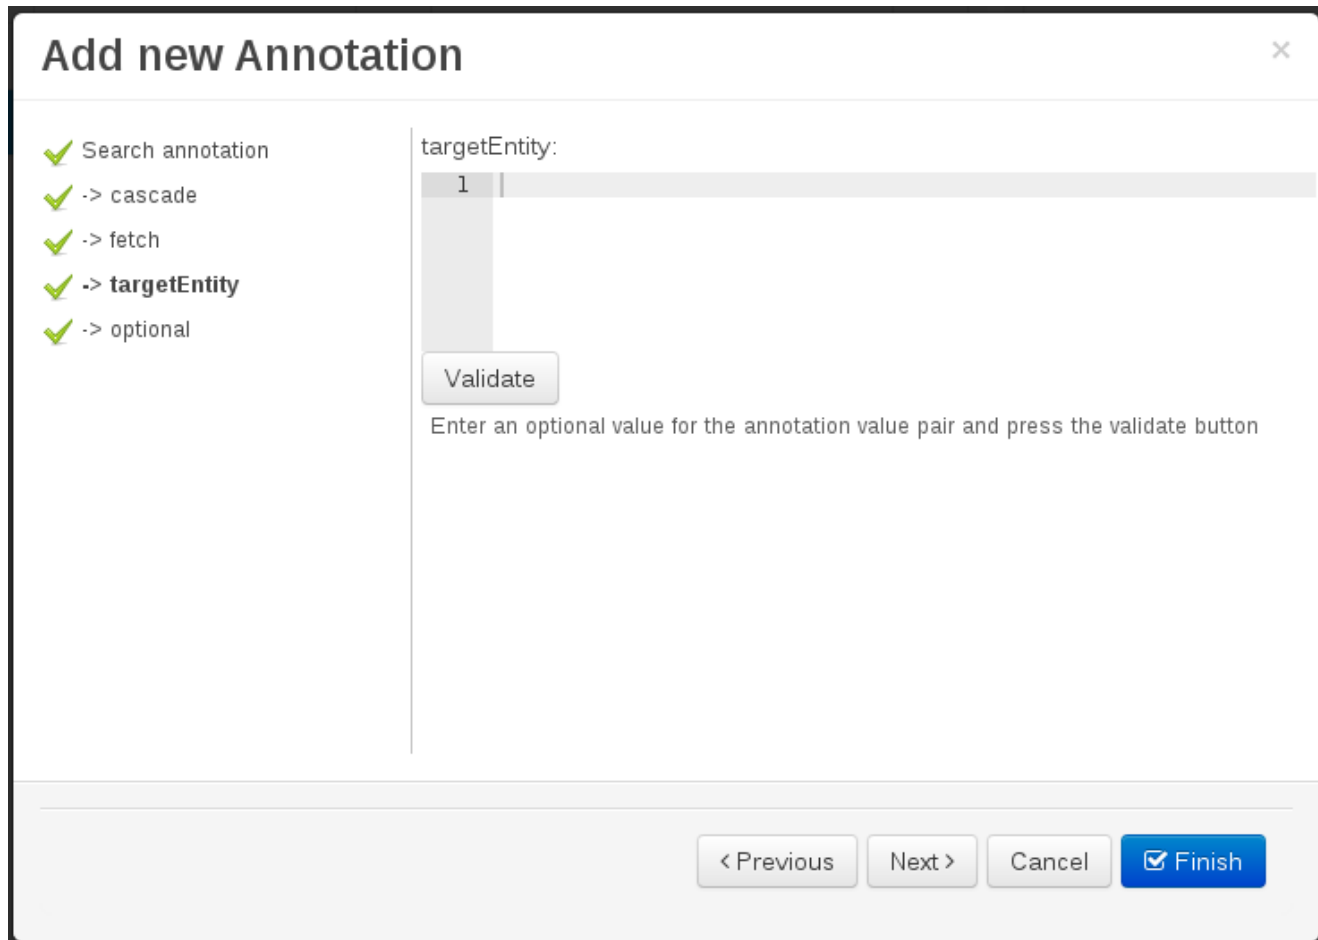 Add new Annotation
×
Search annotation
-> cascade
-> fetch
-> targetEntity
-> optional
targetEntity:
1
Validate
Enter an optional value for the annotation value pair and press the validate button
< Previous
Next >
Cancel
Finish